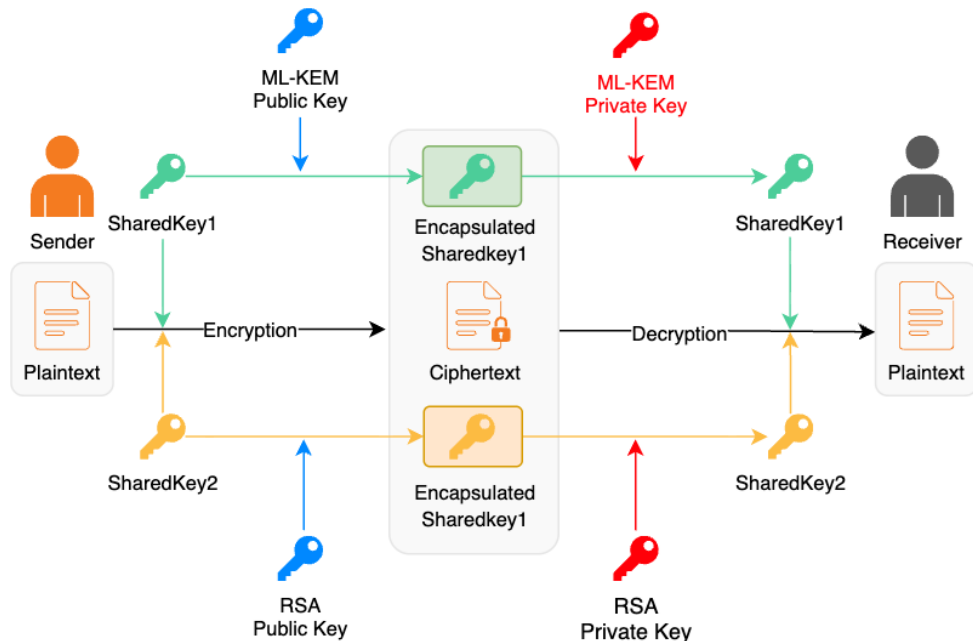 ML-KEM
Public Key
ML-KEM
Private Key
Sender
SharedKey1
Encapsulated
Sharedkey1
SharedKey1
Receiver
Plaintext
Encryption
Ciphertext
Decryption
Plaintext
SharedKey2
Encapsulated
Sharedkey1
SharedKey2
RSA
Public Key
RSA
Private Key